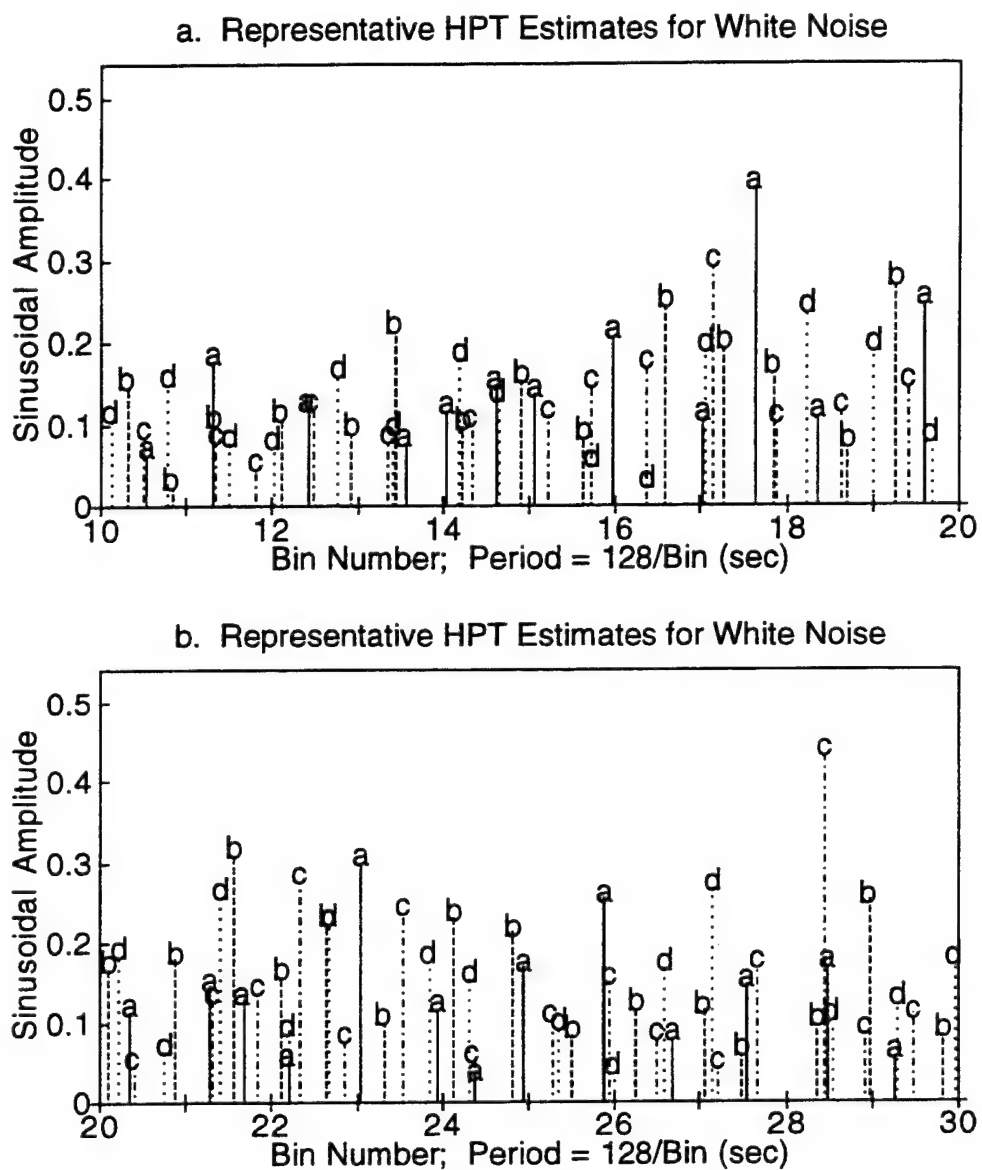 a. Representative HPT Estimates for White Noise
Sinusoidal Amplitude
0.5
0.4
0.3
0.2
0.1
0
10 12 14 16 18 20
Bin Number; Period = 128/Bin (sec)
b. Representative HPT Estimates for White Noise
Sinusoidal Amplitude
0.5
0.4
0.3
0.2
0.1
0
20 22 24 26 28 30
Bin Number; Period = 128/Bin (sec)